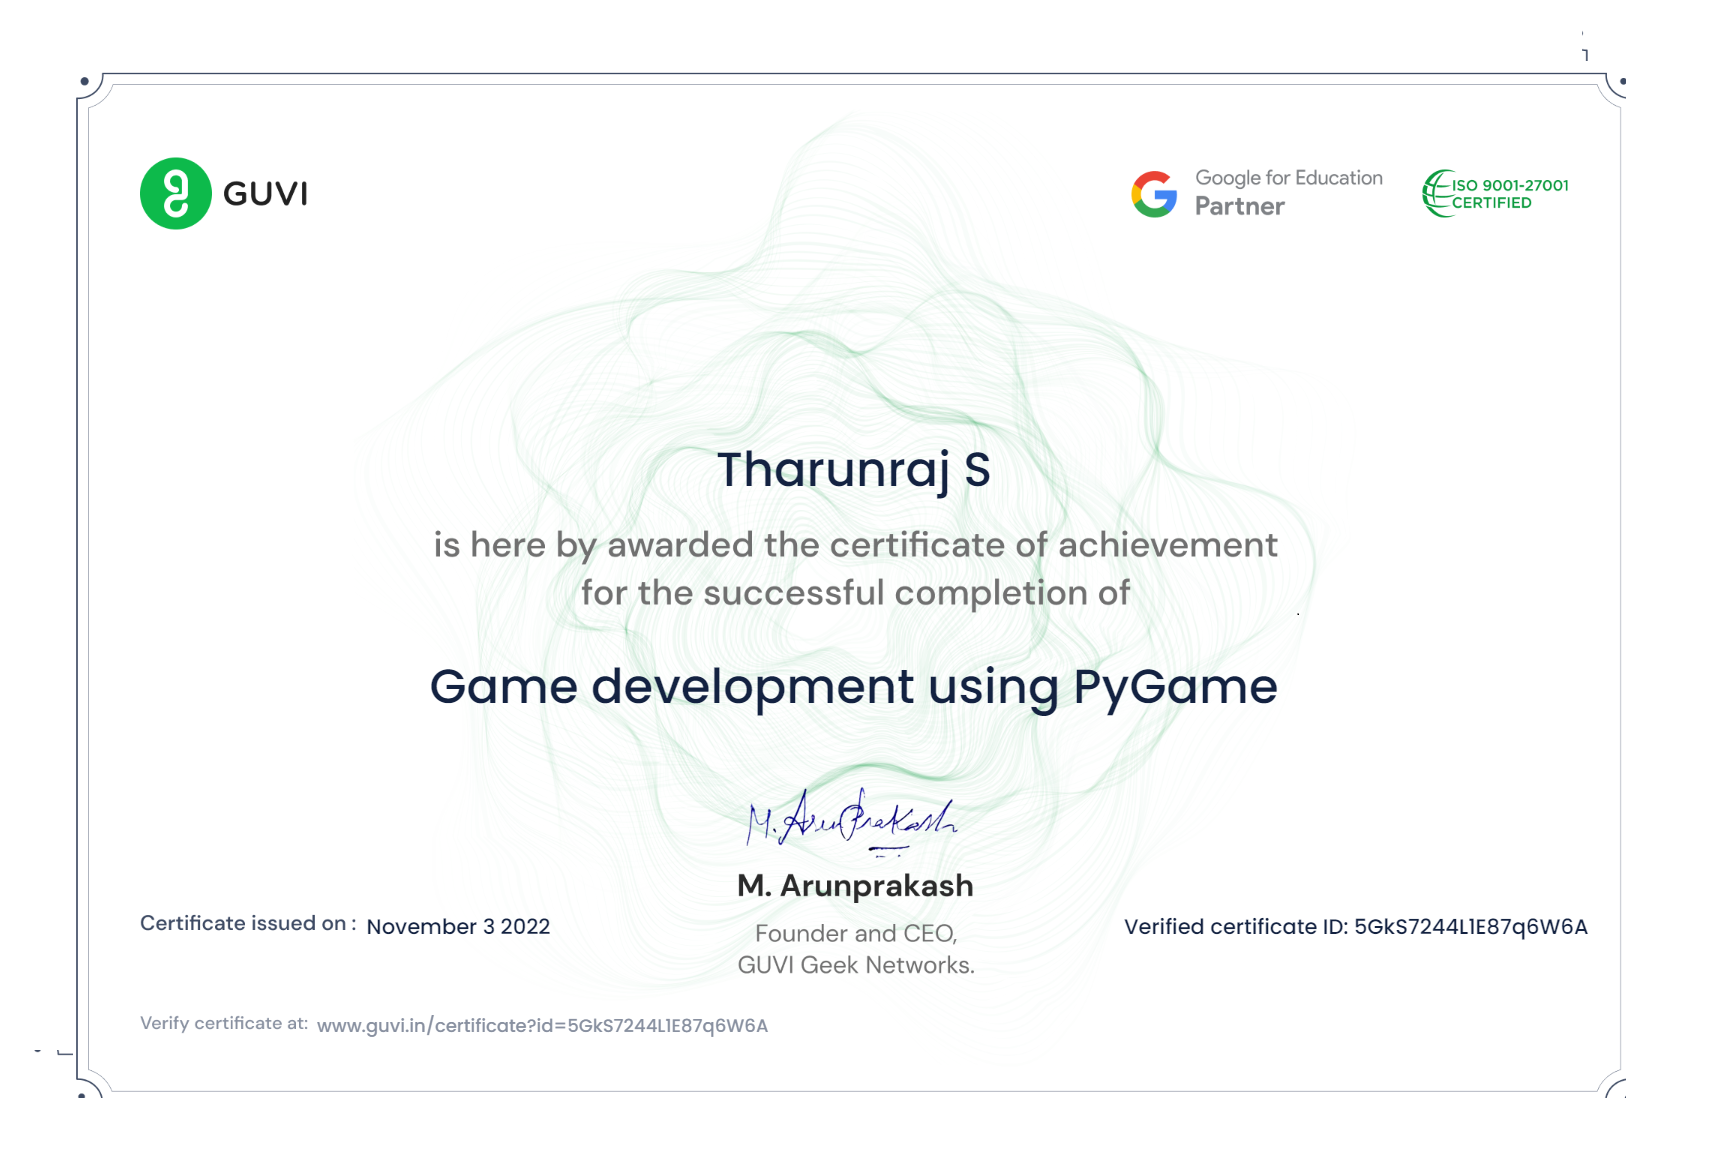 GUVI
Google for Education
Partner
ISO 9001-27001
CERTIFIED
Tharunraj S
is here by awarded the certificate of achievement
for the successful completion of
Game development using PyGame
M. Arunprakash
M. Arunprakash
Founder and CEO,
GUVI Geek Networks.
Certificate issued on : November 3 2022
Verified certificate ID: 5GkS7244L1E87q6W6A
Verify certificate at: www.guvi.in/certificate?id=5GkS7244L1E87q6W6A